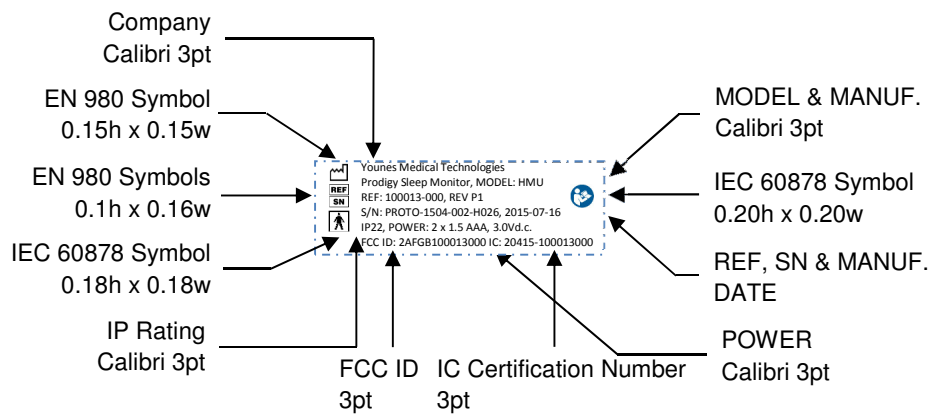 Company
Calibri 3pt
EN 980 Symbol
0.15h x 0.15w
EN 980 Symbols
0.1h x 0.16w
IEC 60878 Symbol
0.18h x 0.18w
IP Rating
Calibri 3pt
REF
SN
Younes Medical Technologies
Prodigy Sleep Monitor, MODEL: HMU
REF: 100013-000, REV P1
S/N: PROTO-1504-002-H026, 2015-07-16
IP22, POWER: 2 x 1.5 AAA, 3.0Vd.c.
FCC ID: 2AFGB100013000 IC: 20415-100013000
MODEL & MANUF.
Calibri 3pt
IEC 60878 Symbol
0.20h x 0.20w
REF, SN & MANUF.
DATE
POWER
Calibri 3pt
FCC ID
3pt
IC Certification Number
3pt